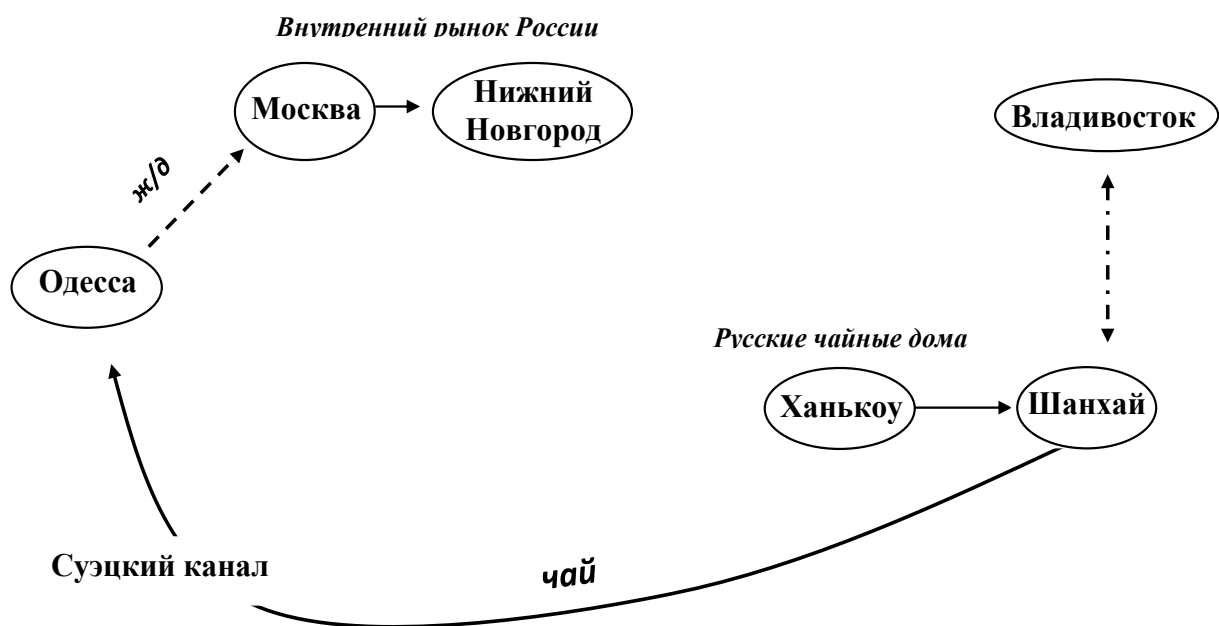 Внутренний рынок России
Москва
Нижний
Новгород
Владивосток
ж/д
Одесса
Русские чайные дома
Ханькоу
Шанхай
Суэцкий канал
чай